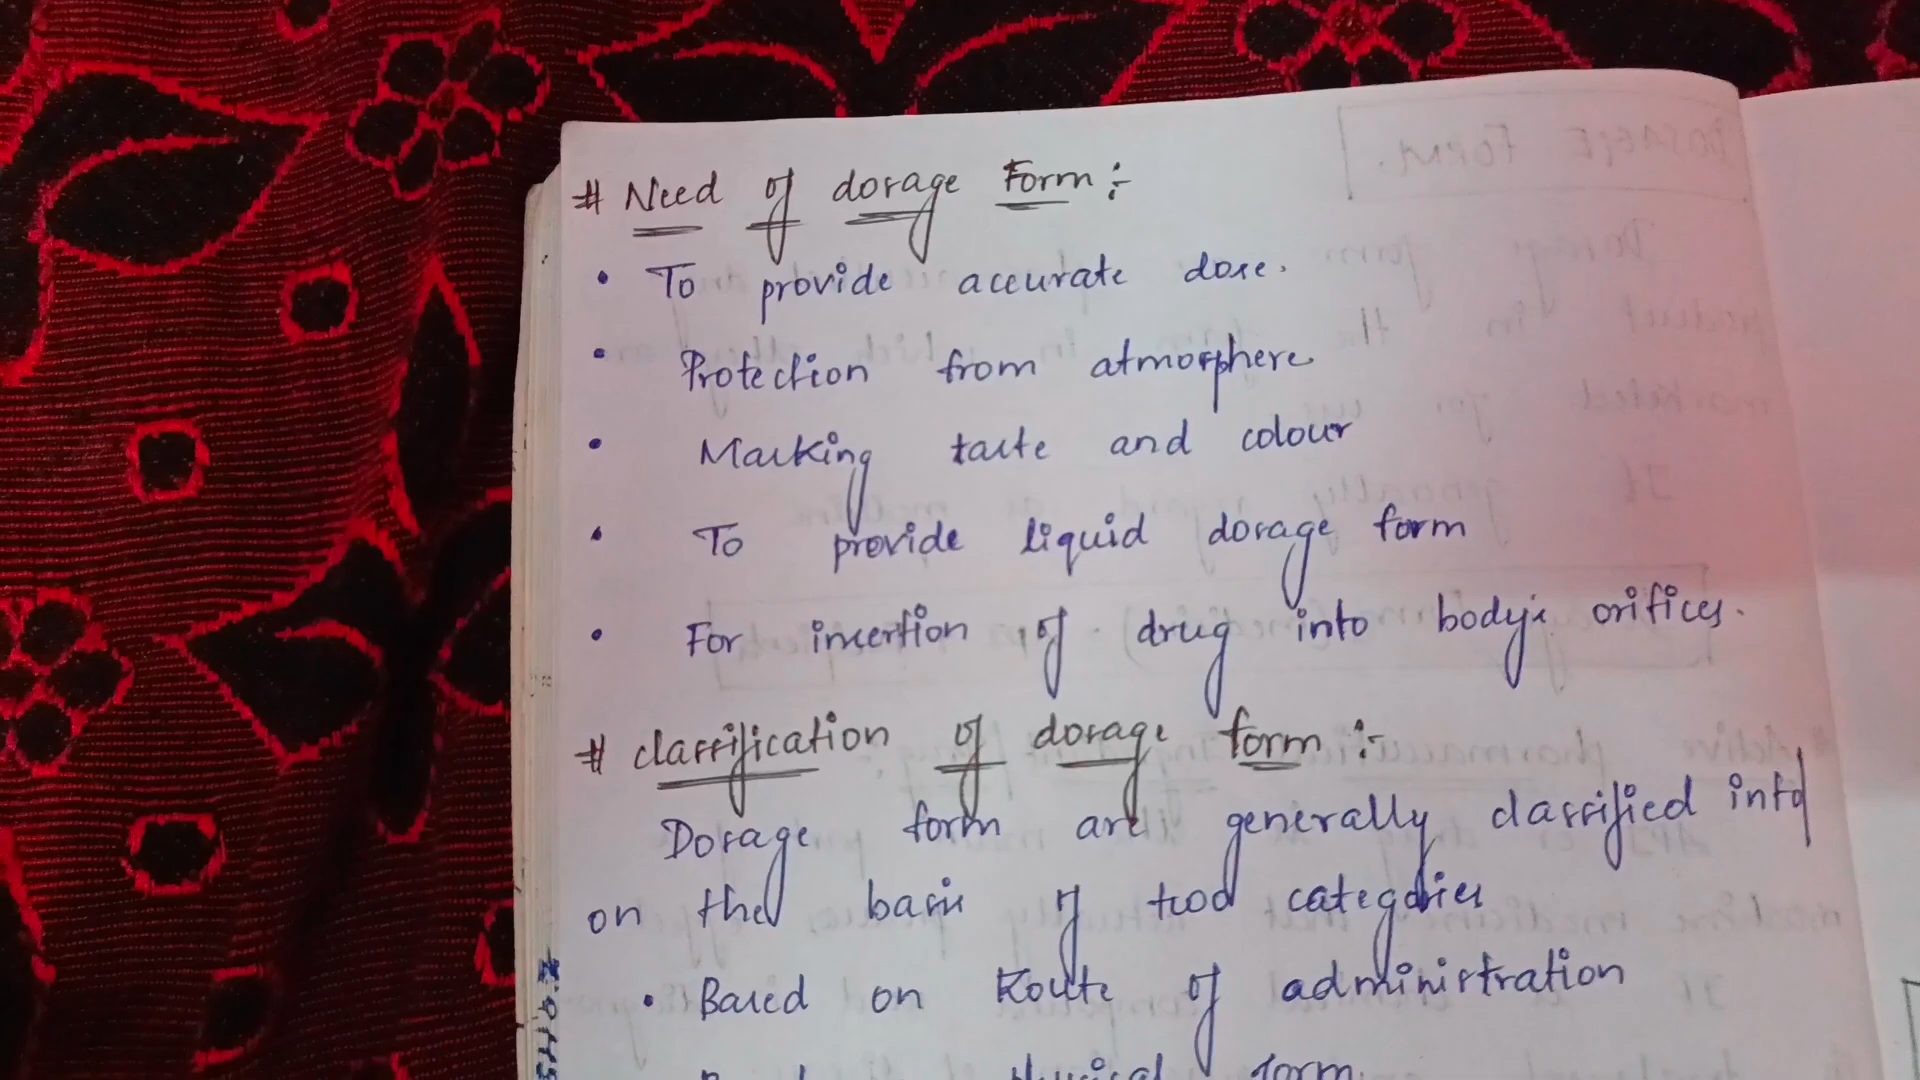 # Need of dosage Form :-
• To provide accurate dose.
• Protection from atmosphere
• Masking taste and colour
• To provide liquid dosage form
• For insertion of drug into body's orifices.
# classification of dosage form :-
Dosage form are generally classified into
on the basis of two categories
• Based on Route of administration
physical form